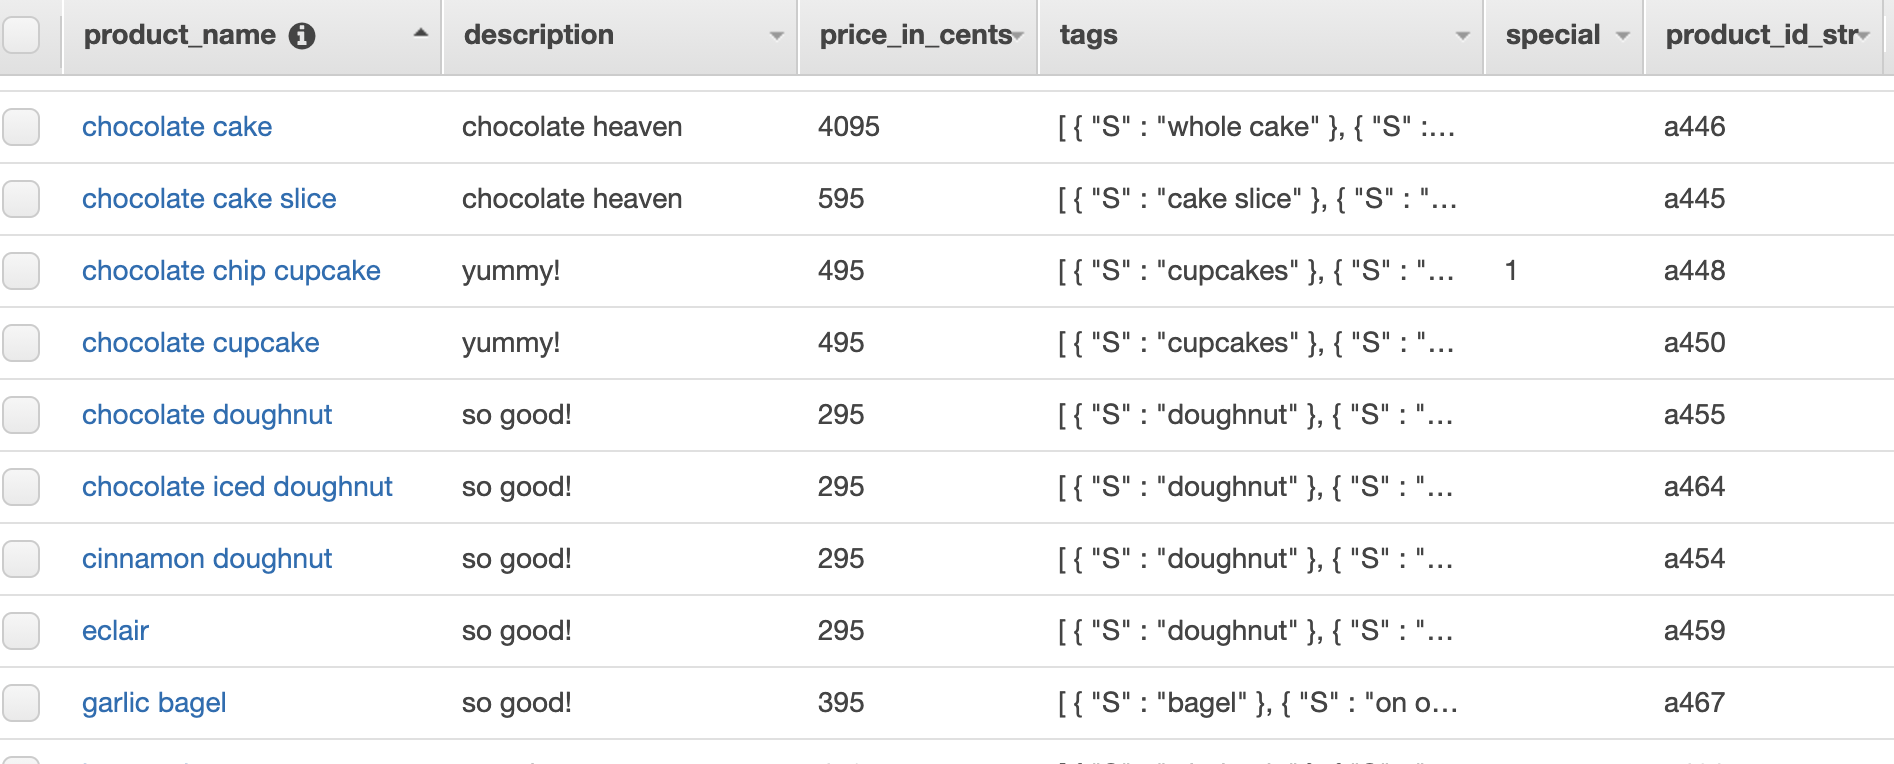 product_name description price_in_cents tags special product_id_str
chocolate cake chocolate heaven 4095 [ { "S" : "whole cake" }, { "S" :... a446
chocolate cake slice chocolate heaven 595 [ { "S" : "cake slice" }, { "S" : "... a445
chocolate chip cupcake yummy! 495 [ { "S" : "cupcakes" }, { "S" : "... 1 a448
chocolate cupcake yummy! 495 [ { "S" : "cupcakes" }, { "S" : "... a450
chocolate doughnut so good! 295 [ { "S" : "doughnut" }, { "S" : "... a455
chocolate iced doughnut so good! 295 [ { "S" : "doughnut" }, { "S" : "... a464
cinnamon doughnut so good! 295 [ { "S" : "doughnut" }, { "S" : "... a454
eclair so good! 295 [ { "S" : "doughnut" }, { "S" : "... a459
garlic bagel so good! 395 [ { "S" : "bagel" }, { "S" : "on o... a467